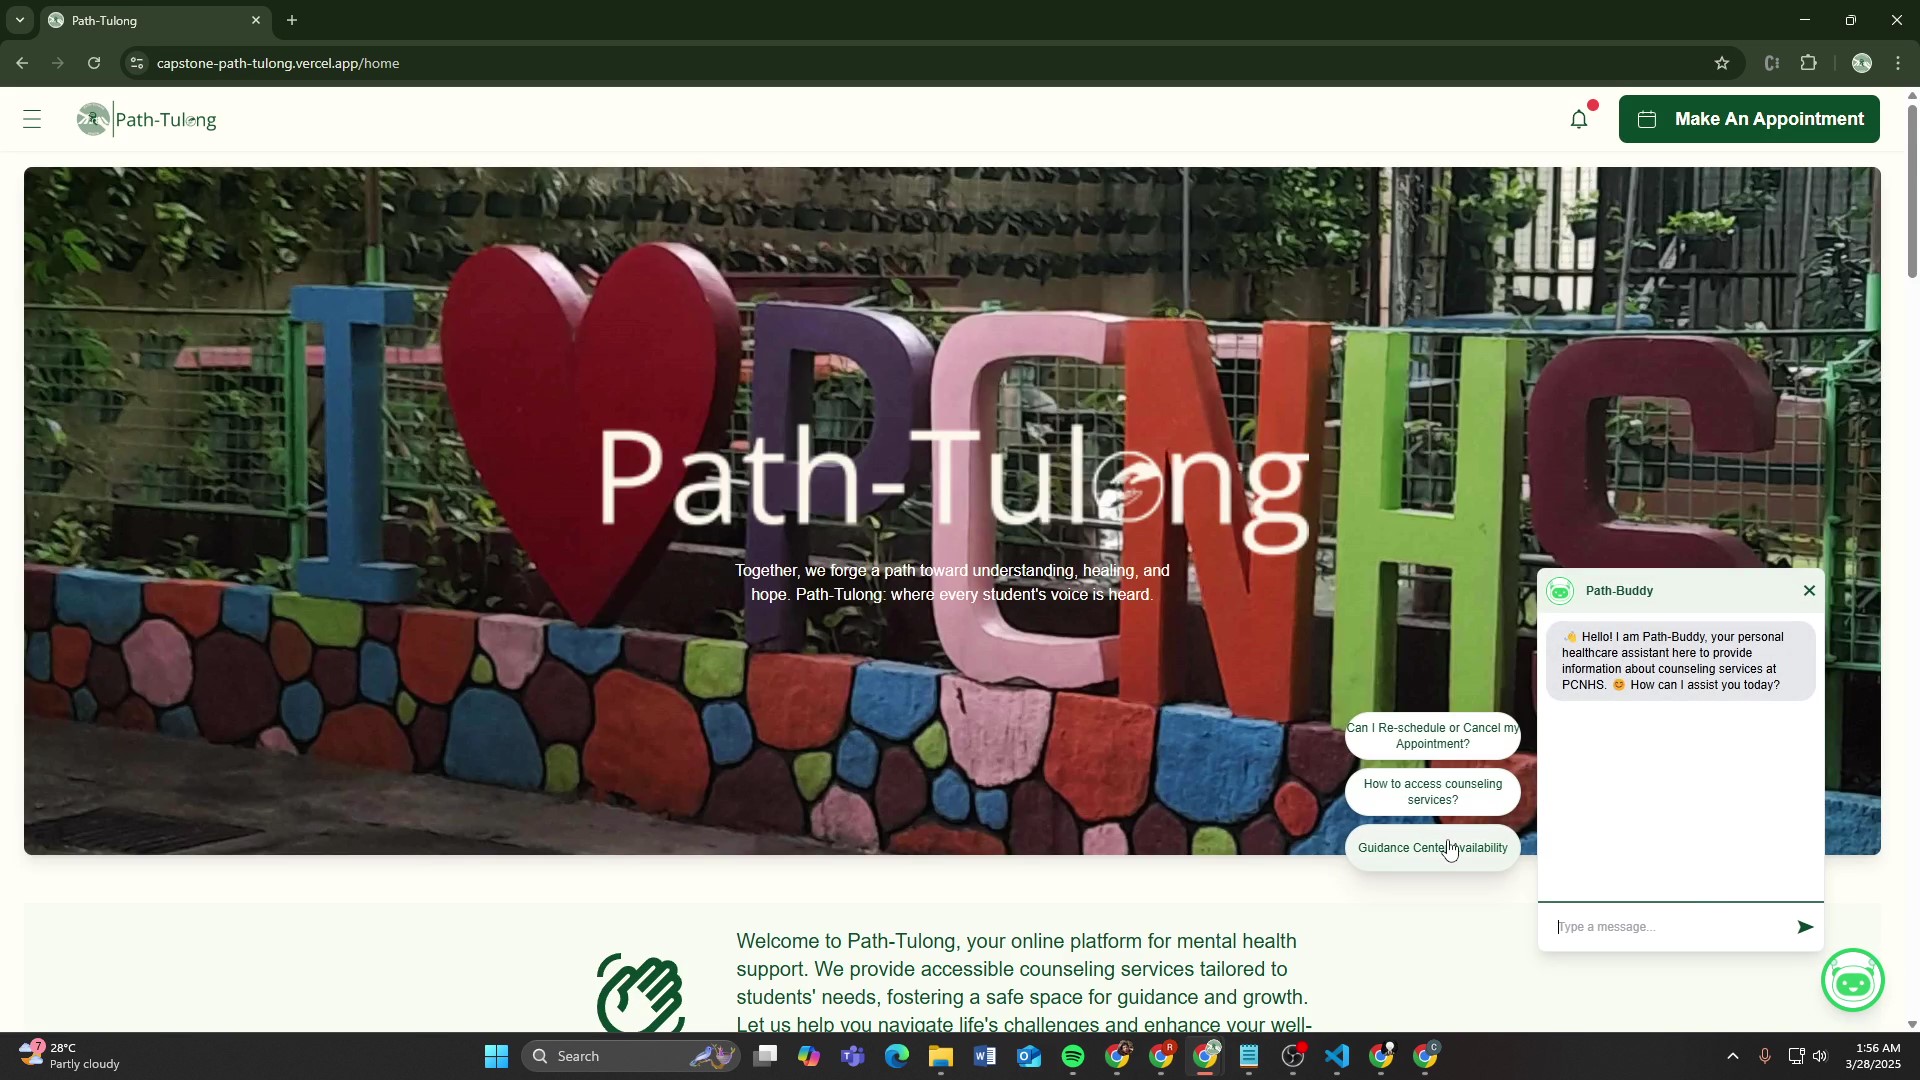 Path-Tulong
capstone-path-tulong.vercel.app/home
Path-Tulong
Make An Appointment
I PCNHS
Path-Tulong
Together, we forge a path toward understanding, healing, and
hope. Path-Tulong: where every student's voice is heard.
Path-Buddy
👋 Hello! I am Path-Buddy, your personal
healthcare assistant here to provide
information about counseling services at
PCNHS. 😊 How can I assist you today?
Can I Re-schedule or Cancel my
Appointment?
How to access counseling
services?
Guidance Center Availability
Type a message...
Welcome to Path-Tulong, your online platform for mental health
support. We provide accessible counseling services tailored to
students' needs, fostering a safe space for guidance and growth.
Let us help you navigate life's challenges and enhance your well-
7
28°C
Partly cloudy
Search
R
C
1:56 AM
3/28/2025